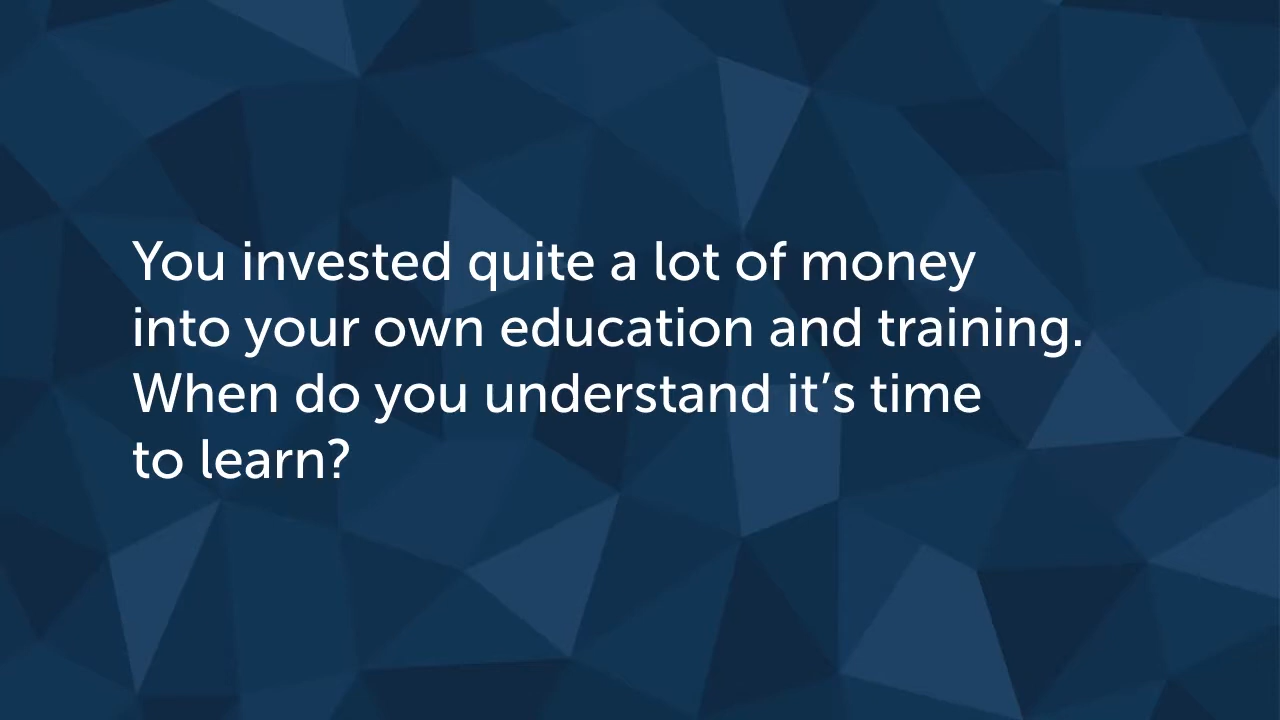 You invested quite a lot of money
into your own education and training.
When do you understand it’s time
to learn?